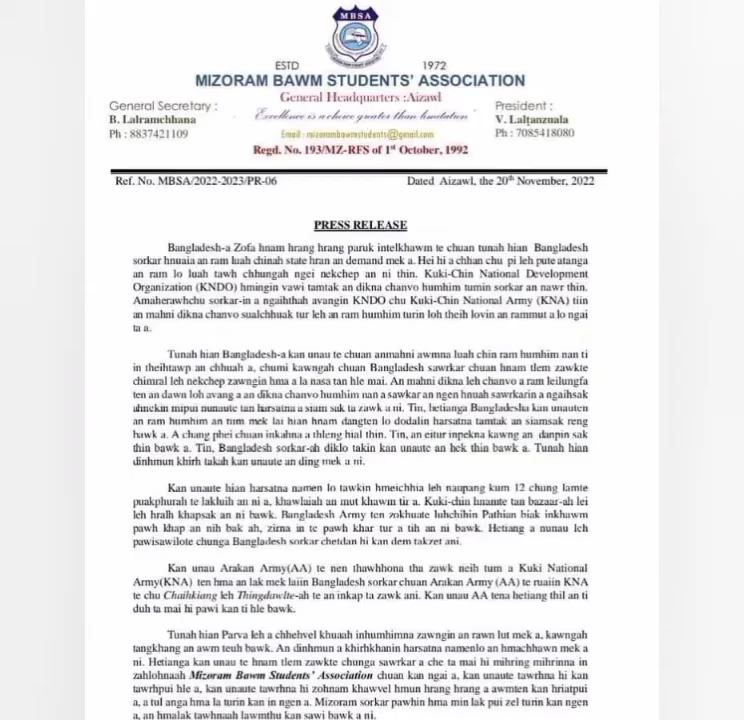 MBSA
ESTD 1972
MIZORAM BAWM STUDENTS' ASSOCIATION
General Headquarters :Aizawl
General Secretary :
B. Lalramchhana
Ph : 8837421109
"Excellence is a choice greater than limitation"
Email : mizorambawmstudents@gmail.com
President :
V. Laltanzuala
Ph : 7085418080
Regd. No. 193/MZ-RFS of 1st October, 1992
Ref. No. MBSA/2022-2023/PR-06 Dated Aizawl, the 20th November, 2022
PRESS RELEASE
Bangladesh-a Zofa hnam hrang hrang paruk intelkhawm te chuan tunah hian Bangladesh
sorkar hnuaia an ram luah chinah state hran an demand mek a. Hei hi a chhan chu pi leh pute atanga
an ram lo luah tawh chhungah ngei nekchep an ni thin. Kuki-Chin National Development
Organization (KNDO) hmingin vawi tamtak an dikna chanvo humhim tumin sorkar an nawr thin.
Amaherawhchu sorkar-in a ngaihthah avangin KNDO chu Kuki-Chin National Army (KNA) tiin
an mahni dikna chanvo sualchhuak tur leh an ram humhim turin loh theih lovin an rammut a lo ngai
ta a.
Tunah hian Bangladesh-a kan unau te chuan anmahni awmna luah chin ram humhim nan ti
in theihtawp an chhuah a, chumi kawngah chuan Bangladesh sawrkar chuan hnam tlem zawkte
chimral leh nekchep zawngin hma a la nasa tan hle mai. An mahni dikna leh chanvo a ram leilungfa
ten an dawn loh avang a an dikna chanvo humhim nan a sawkar an ngen hnuah sawrkarin a ngaihsak
ahnekin mipui nunaute tan harsatna a siam sak ta zawk a ni. Tin, hetianga Bangladesha kan unauten
an ram humhim an tum mek lai hian hnam dangten lo dodalin harsatna tamtak an siamsak reng
bawk a. A chang phei chuan inkahna a thleng hial thin. Tin, an eitur inpekna kawng an danpin sak
thin bawk a. Tin, Bangladesh sorkar-ah diklo takin kan unaute an hek thin bawk a. Tunah hian
dinhmun khirh takah kan unaute an ding mek a ni.
Kan unaute hian harsatna namen lo tawkin hmeichhia leh naupang kum 12 chung lamte
puakphurah te lakluih an ni a, khawlaiah an mut khawm tir a. Kuki-chin hnamte tan bazaar-ah lei
leh hralh khapsak an ni bawk. Bangladesh Army ten zokhuate luhchihin Pathian biak inkhawm
pawh khap an nih bak ah, zirna in te pawh khar tur a tih an ni bawk. Hetiang a nunau leh
pawisawilote chunga Bangladesh sorkar chetdan hi kan dem takzet ani.
Kan unau Arakan Army(AA) te nen thuwhhona tha zawk neih tum a Kuki National
Army(KNA) ten hma an lak mek laiin Bangladesh sorkar chuan Arakan Army (AA) te ruaiin KNA
te chu Chaihkiang leh Thingdawlte-ah te an inkap ta zawk ani. Kan unau AA tena hetiang thil an ti
duh ta mai hi pawi kan ti hle bawk.
Tunah hian Parva leh a chhehvel khuaah inhumhimna zawngin an rawn lut mek a, kawngah
tangkhang an awm teuh bawk. An dinhmun a khirhkhanin harsatna namenlo an hmachhawn mek a
ni. Hetianga kan unau te hnam tlem zawkte chunga sawrkar a che ta mai hi mihring mihrinna in
zahlohnaah Mizoram Bawm Students' Association chuan kan ngai a, kan unaute tawrhna hi kan
tawrhpui hle a, kan unaute tawrhna hi zohnam khawvel hmun hrang hrang a awmten kan hriatpui
a, a tul anga hma la turin kan in ngen a. Mizoram sorkar pawhin hma min lak pui zel turin kan ngen
a, an hmalak tawhnaah lawmthu kan sawi bawk a ni.